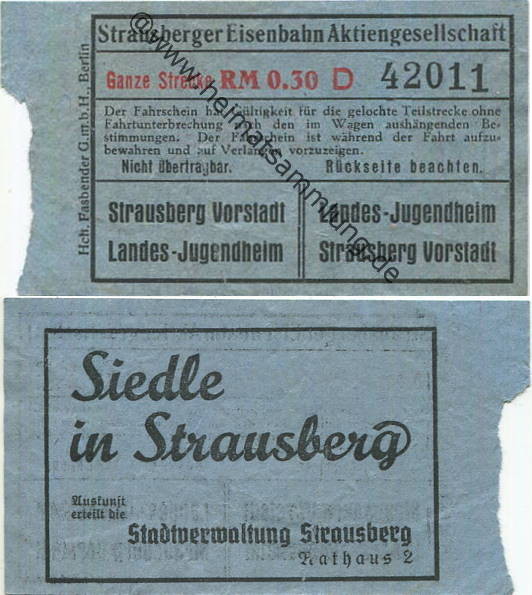 Strausberger Eisenbahn Aktiengesellschaft
Ganze Strecke RM 0.30 D 42011
Der Fahrschein hat Gültigkeit für die gelochte Teilstrecke ohne
Fahrtunterbrechung nach den im Wagen aushängenden Be-
stimmungen. Der Fahrschein ist während der Fahrt aufzu-
bewahren und auf Verlangen vorzuzeigen.
Nicht übertragbar. Rückseite beachten.
Strausberg Vorstadt Landes-Jugendheim
Landes-Jugendheim Strausberg Vorstadt
Hch. Fasbender G.m.b.H., Berlin
@www.heimatsammlung.de
Siedle
in Strausberg
Auskunft
erteilt die
Stadtverwaltung Strausberg
Rathaus 2